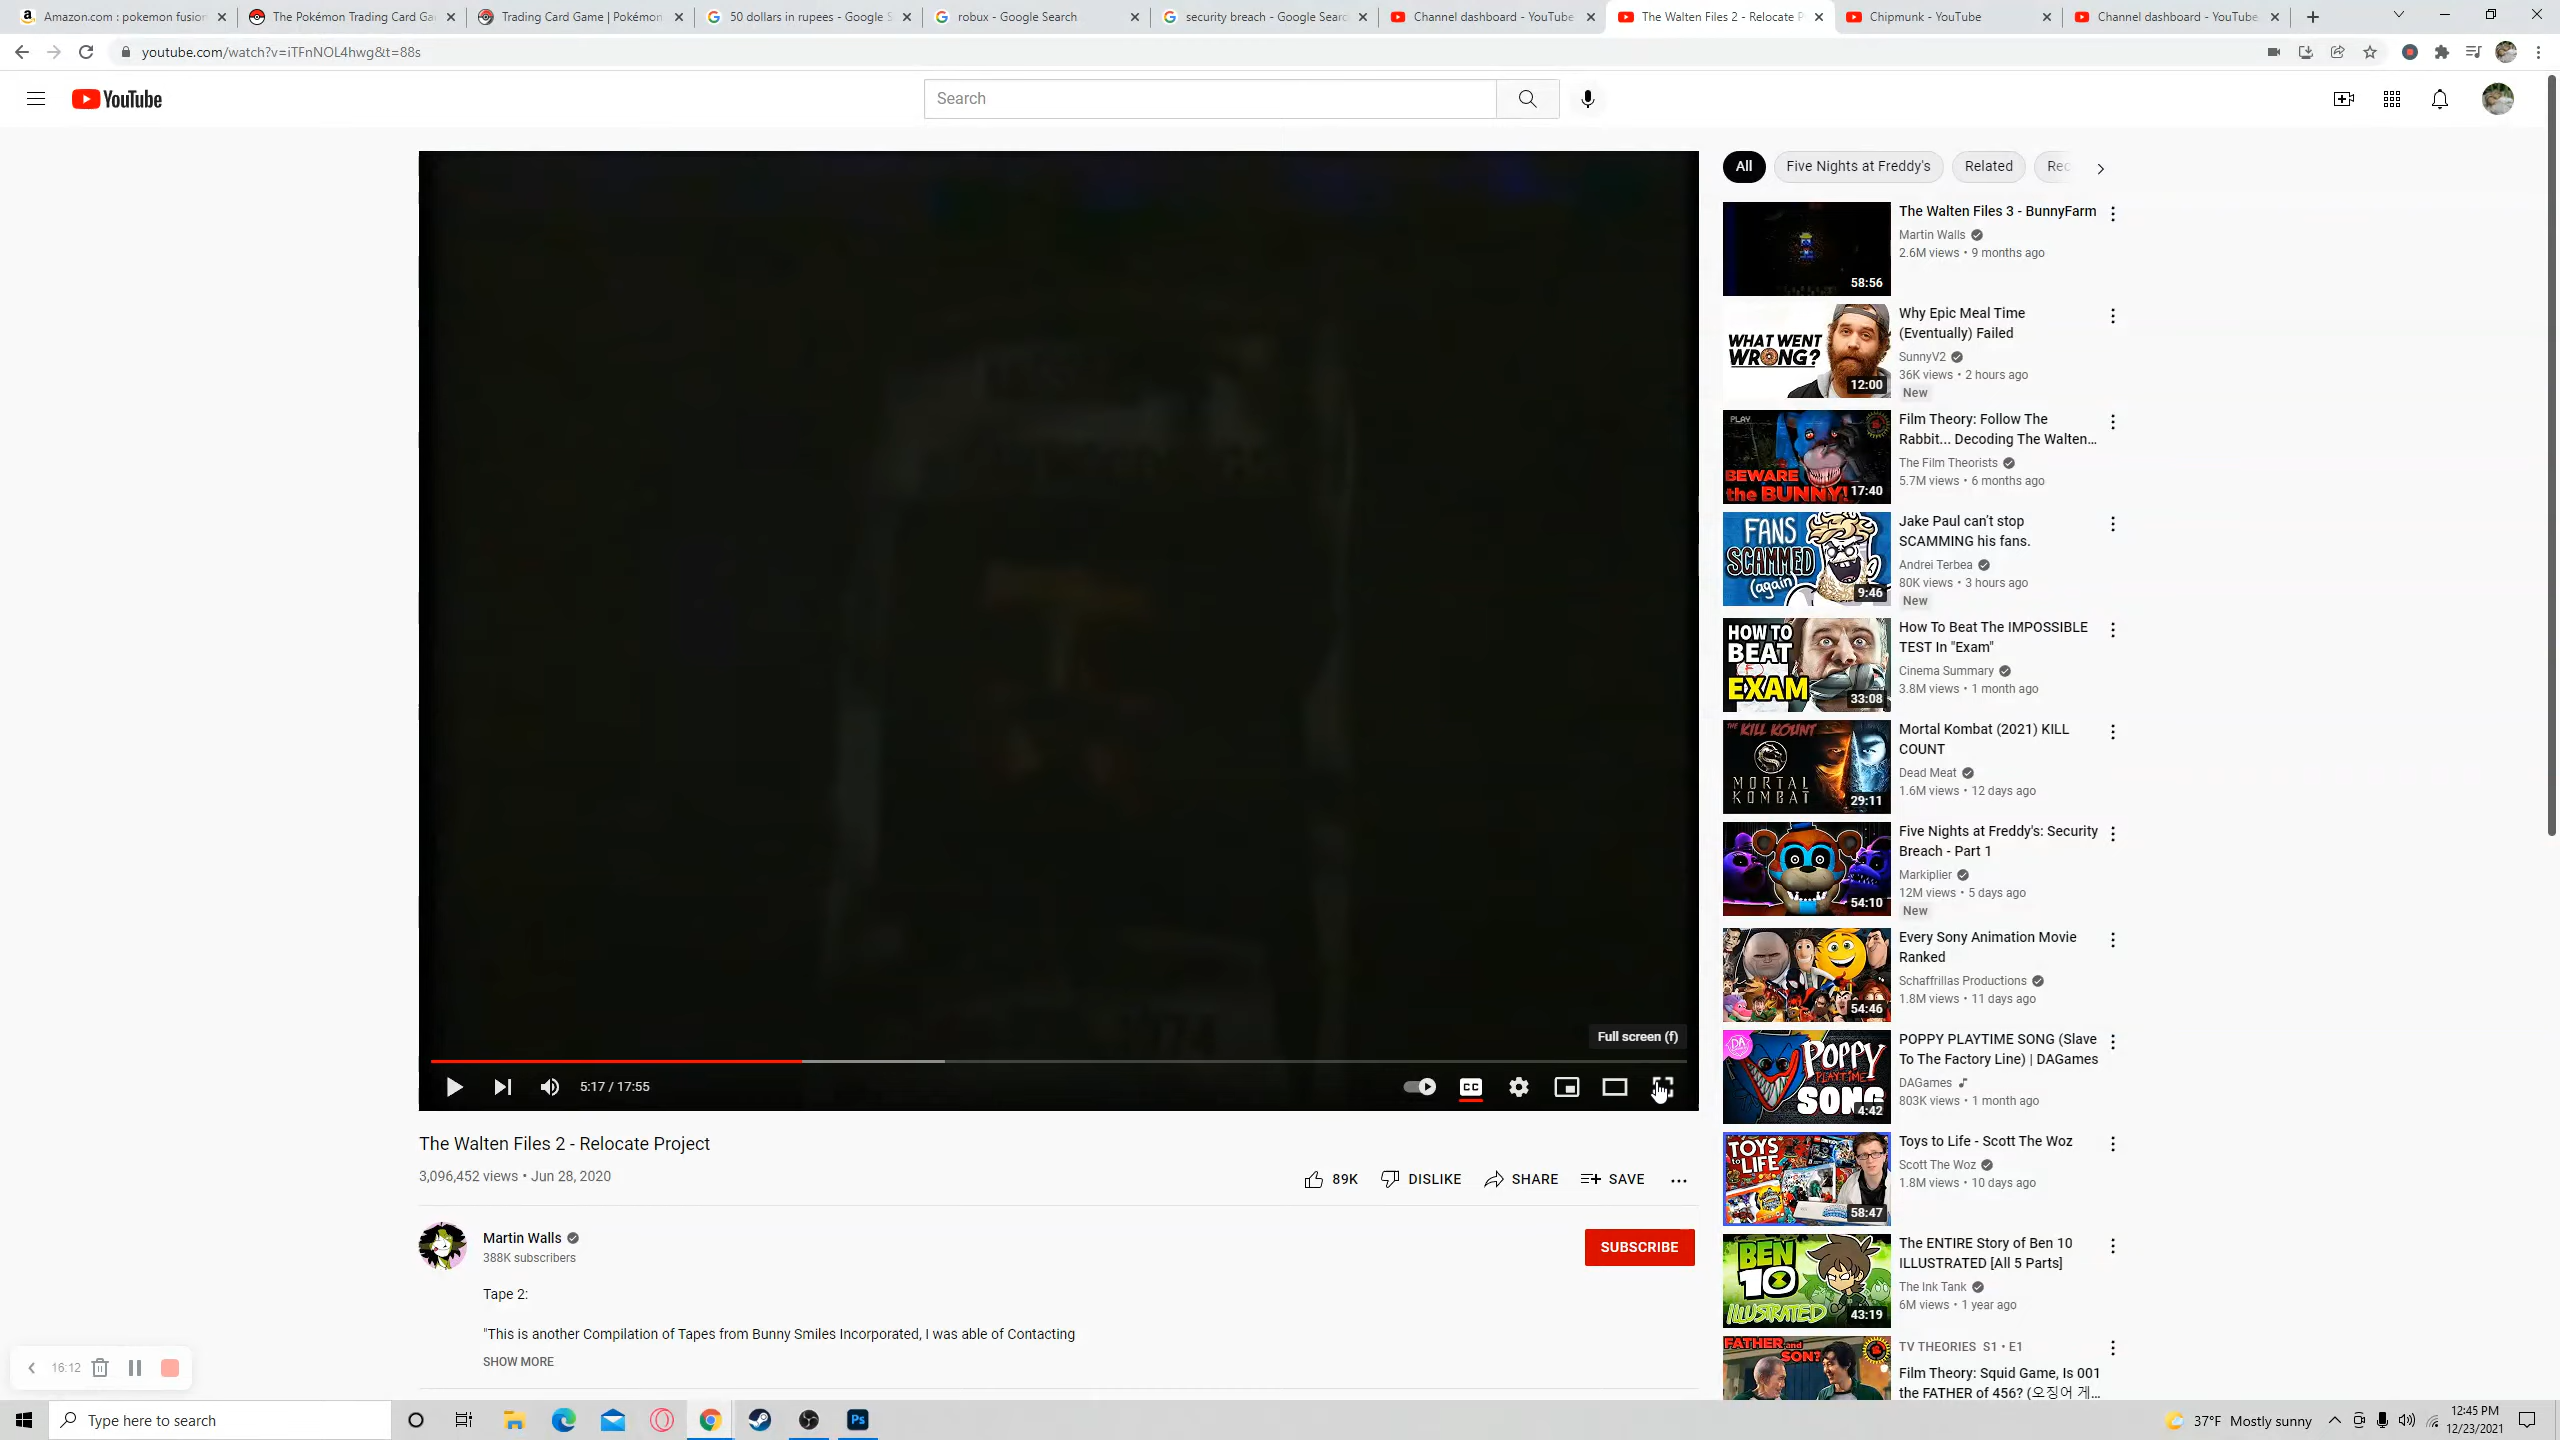 Amazon.com : pokemon fusion
The Pokémon Trading Card Ga
Trading Card Game | Pokémon
50 dollars in rupees - Google S
robux - Google Search
security breach - Google Searc
Channel dashboard - YouTube
The Walten Files 2 - Relocate P
Chipmunk - YouTube
Channel dashboard - YouTube
youtube.com/watch?v=iTFnNOL4hwg&t=88s
YouTube
Search
All
Five Nights at Freddy's
Related
Rec
The Walten Files 3 - BunnyFarm
Martin Walls
2.6M views • 9 months ago
58:56
WHAT WENT
WRONG?
12:00
Why Epic Meal Time
(Eventually) Failed
SunnyV2
36K views • 2 hours ago
New
PLAY
BEWARE
the BUNNY!
17:40
Film Theory: Follow The
Rabbit... Decoding The Walten...
The Film Theorists
5.7M views • 6 months ago
FANS
SCAMMED
(again)
9:46
Jake Paul can't stop
SCAMMING his fans.
Andrei Terbea
80K views • 3 hours ago
New
HOW TO
BEAT
EXAM
33:08
How To Beat The IMPOSSIBLE
TEST In "Exam"
Cinema Summary
3.8M views • 1 month ago
THE KILL KOUNT
MORTAL
KOMBAT
29:11
Mortal Kombat (2021) KILL
COUNT
Dead Meat
1.6M views • 12 days ago
54:10
Five Nights at Freddy's: Security
Breach - Part 1
Markiplier
12M views • 5 days ago
New
54:46
Every Sony Animation Movie
Ranked
Schaffrillas Productions
1.8M views • 11 days ago
DA
POPPY
PLAYTIME
SONG
4:42
POPPY PLAYTIME SONG (Slave
To The Factory Line) | DAGames
DAGames
803K views • 1 month ago
TOYS
to
LIFE
58:47
Toys to Life - Scott The Woz
Scott The Woz
1.8M views • 10 days ago
BEN
10
ILLUSTRATED
43:19
The ENTIRE Story of Ben 10
ILLUSTRATED [All 5 Parts]
The Ink Tank
6M views • 1 year ago
FATHER and
SON?
TV THEORIES S1 • E1
Film Theory: Squid Game, Is 001
the FATHER of 456? (오징어 게...
Full screen (f)
5:17 / 17:55
CC
The Walten Files 2 - Relocate Project
3,096,452 views • Jun 28, 2020
89K
DISLIKE
SHARE
SAVE
Martin Walls
388K subscribers
SUBSCRIBE
Tape 2:
"This is another Compilation of Tapes from Bunny Smiles Incorporated, I was able of Contacting
SHOW MORE
16:12
Type here to search
Ps
37°F Mostly sunny
12:45 PM
12/23/2021